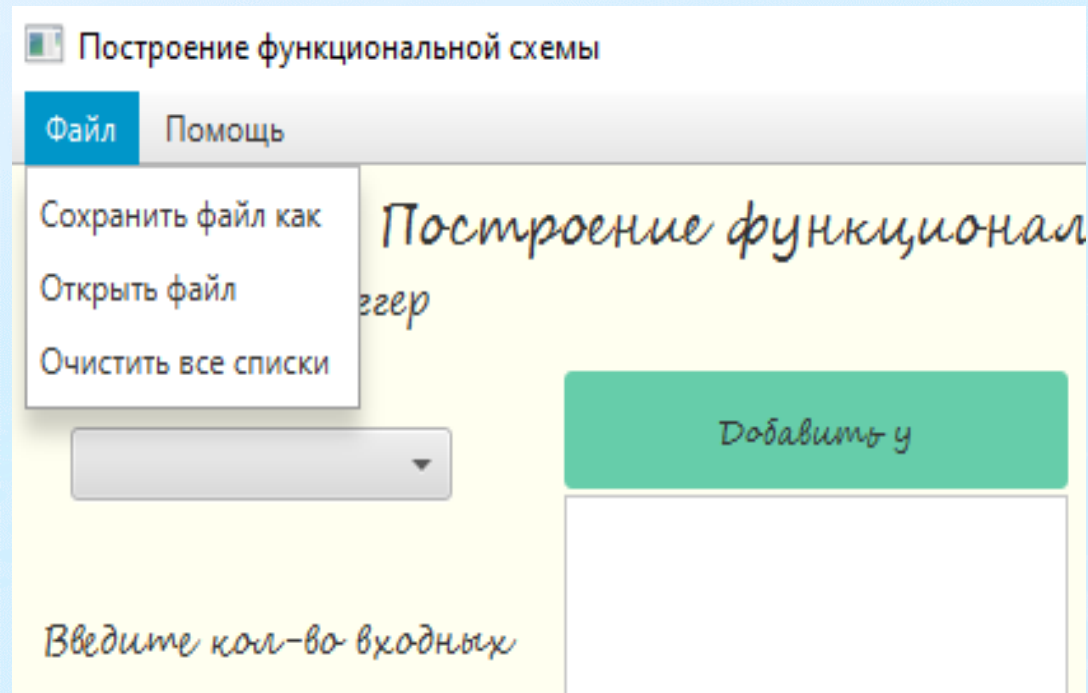 Построение функциональной схемы
Файл Помощь
Сохранить файл как
Открыть файл
Очистить все списки
Построение функционал
ггер
Добавить y
Введите кол-во входных